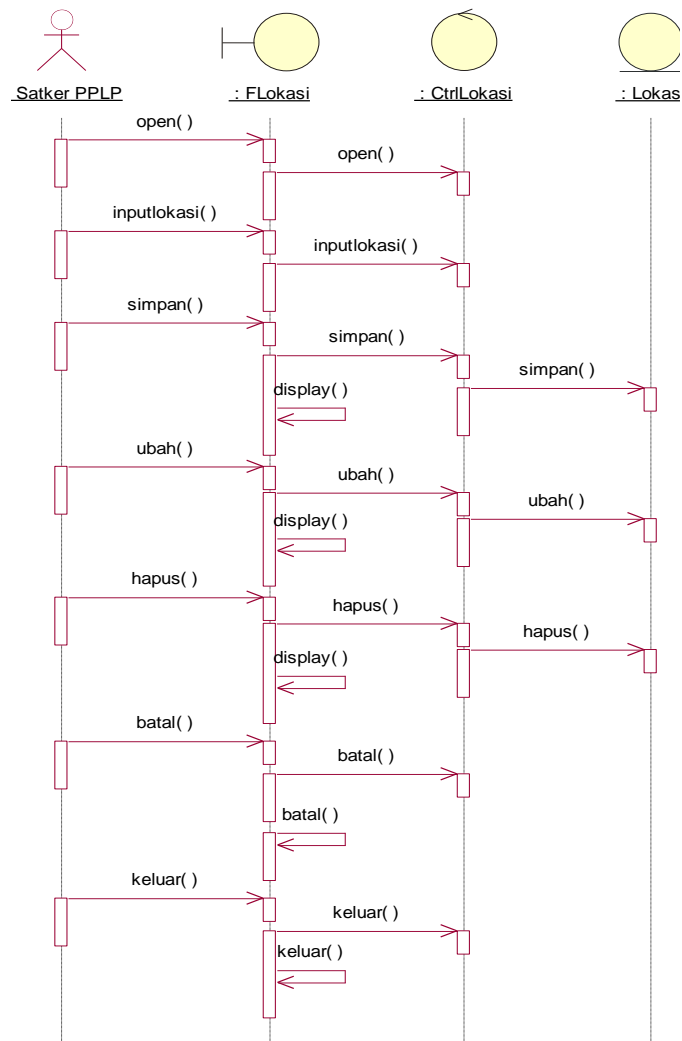 Satker PPLP
: FLokasi
: CtrlLokasi
: Lokasi
open( )
open( )
inputlokasi( )
inputlokasi( )
simpan( )
simpan( )
simpan( )
display( )
ubah( )
ubah( )
ubah( )
display( )
hapus( )
hapus( )
hapus( )
display( )
batal( )
batal( )
batal( )
keluar( )
keluar( )
keluar( )